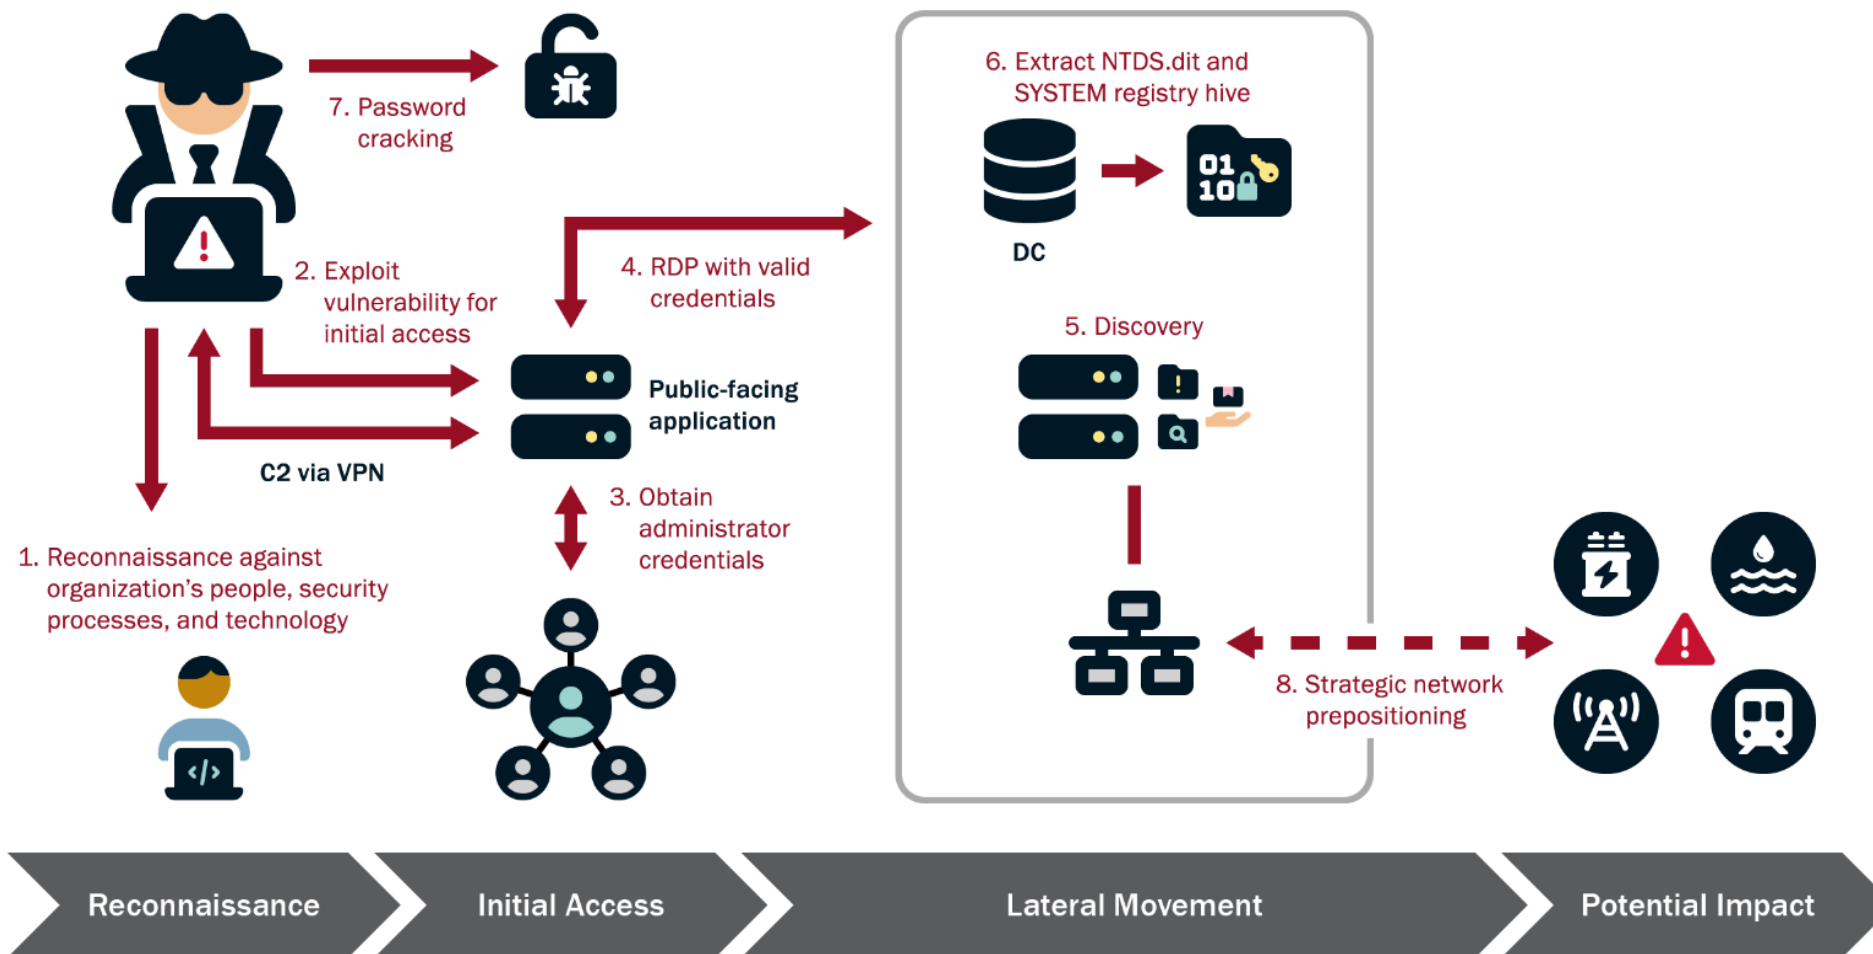 7. Password
cracking
2. Exploit
vulnerability for
initial access
C2 via VPN
1. Reconnaissance against
organization's people, security
processes, and technology
</>
4. RDP with valid
credentials
Public-facing
application
3. Obtain
administrator
credentials
6. Extract NTDS.dit and
SYSTEM registry hive
01
10
DC
5. Discovery
8. Strategic network
prepositioning
Reconnaissance
Initial Access
Lateral Movement
Potential Impact